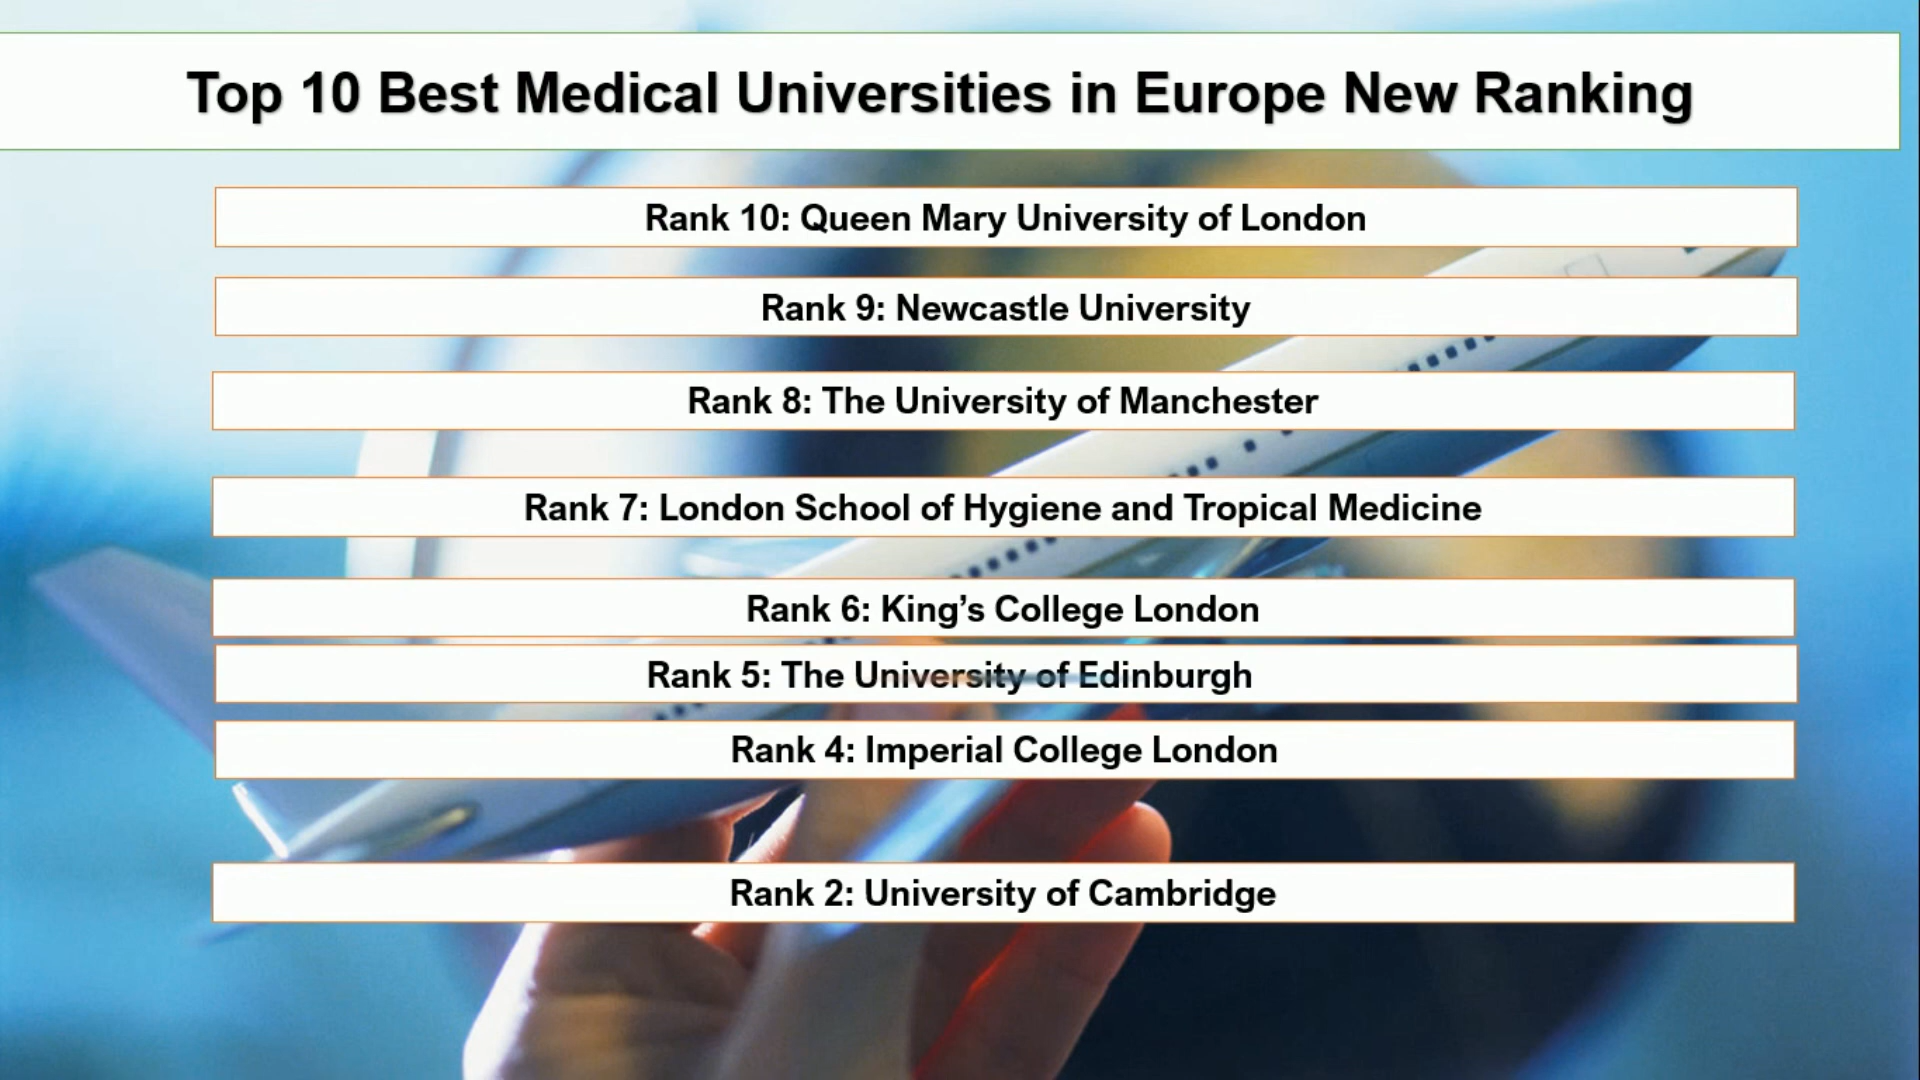 Top 10 Best Medical Universities in Europe New Ranking
Rank 10: Queen Mary University of London
Rank 9: Newcastle University
Rank 8: The University of Manchester
Rank 7: London School of Hygiene and Tropical Medicine
Rank 6: King’s College London
Rank 5: The University of Edinburgh
Rank 4: Imperial College London
Rank 2: University of Cambridge